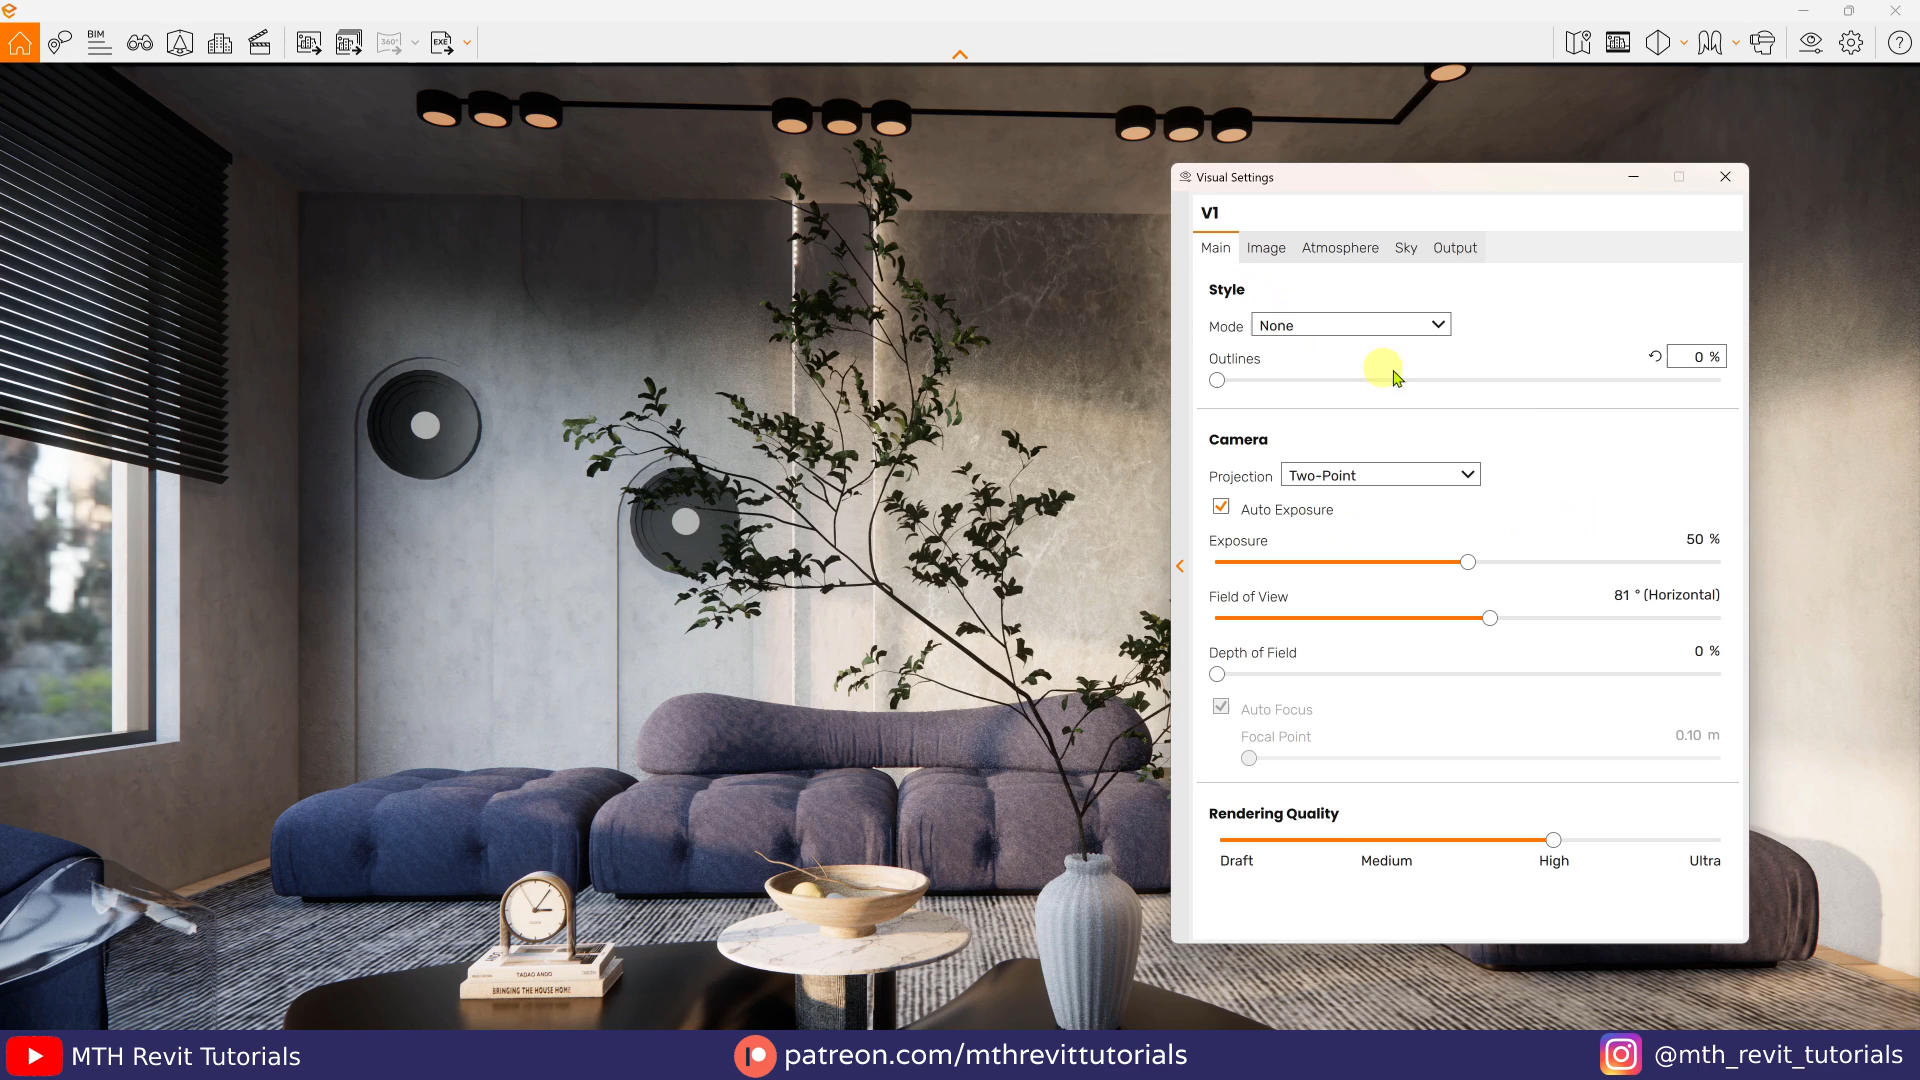 BIM
360°
EXE
Visual Settings
V1
Main Image Atmosphere Sky Output
Style
Mode None
Outlines 0 %
Camera
Projection Two-Point
Auto Exposure
Exposure 50 %
Field of View 81 ° (Horizontal)
Depth of Field 0 %
Auto Focus
Focal Point 0.10 m
Rendering Quality
Draft Medium High Ultra
TADAO ANDO
BRINGING THE HOUSE HOME
MTH Revit Tutorials
patreon.com/mthrevittutorials
@mth_revit_tutorials